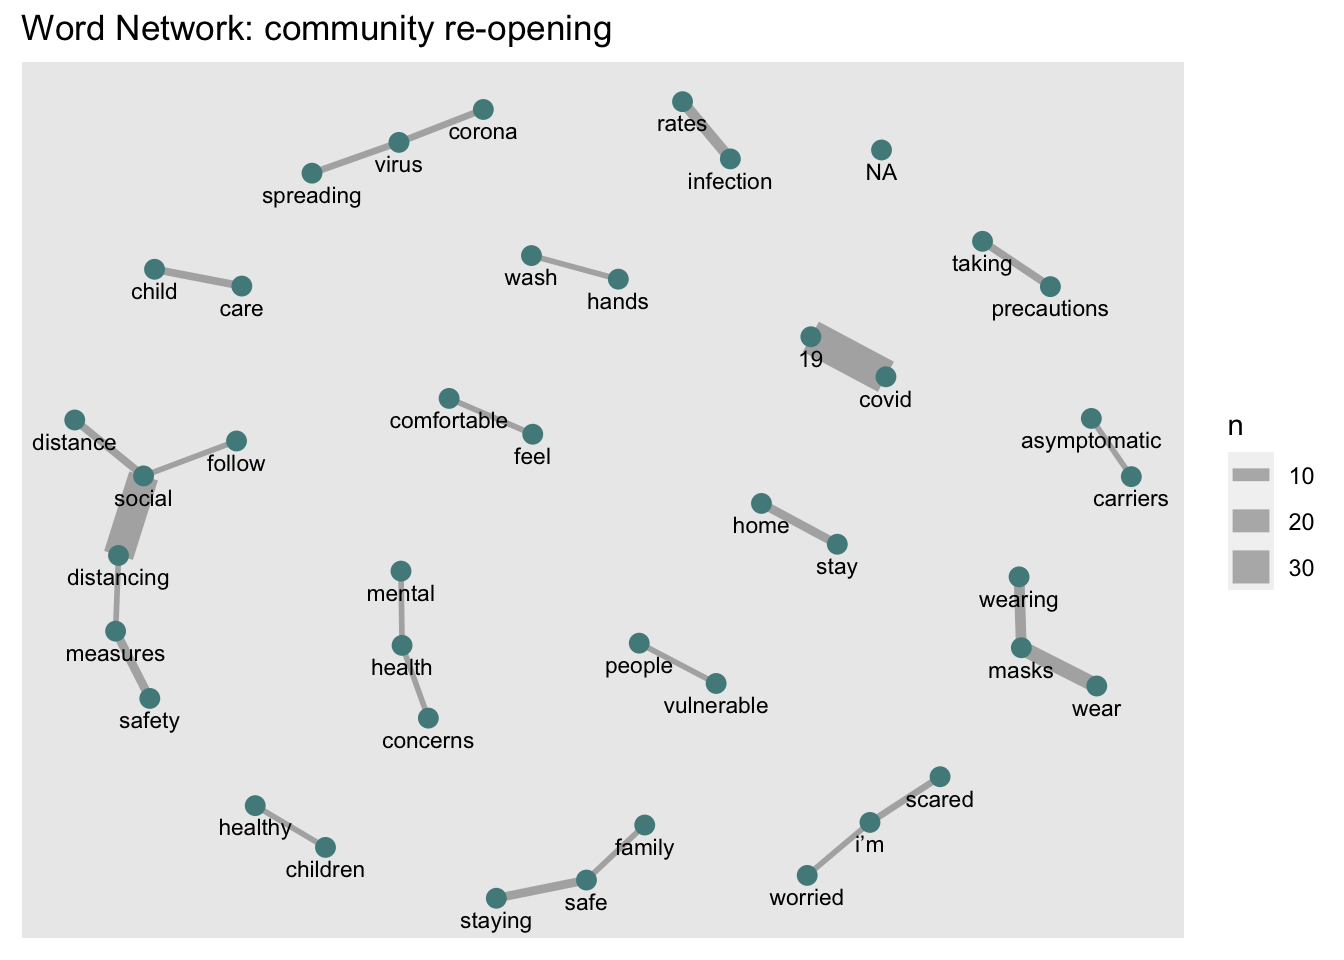 Word Network: community re-opening
corona
rates
virus
NA
infection
spreading
taking
wash
child
hands
care
precautions
19
covid
comfortable
asymptomatic
distance
feel
follow
social
carriers
home
stay
distancing
mental
wearing
measures
people
health
masks
vulnerable
wear
safety
concerns
scared
healthy
i’m
family
children
worried
safe
staying
n
10
20
30